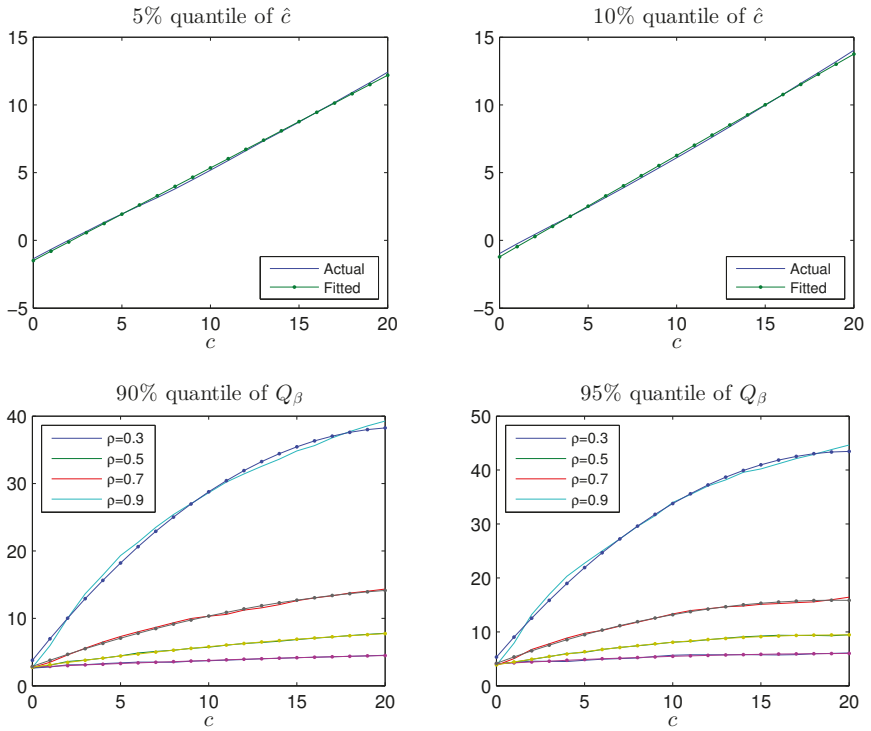 5% quantile of ĉ
15
10
5
0
−5
0 5 10 15 20
c
Actual
Fitted
10% quantile of ĉ
15
10
5
0
−5
0 5 10 15 20
c
Actual
Fitted
90% quantile of Qβ
40
30
20
10
0
0 5 10 15 20
c
ρ=0.3
ρ=0.5
ρ=0.7
ρ=0.9
95% quantile of Qβ
50
40
30
20
10
0
0 5 10 15 20
c
ρ=0.3
ρ=0.5
ρ=0.7
ρ=0.9